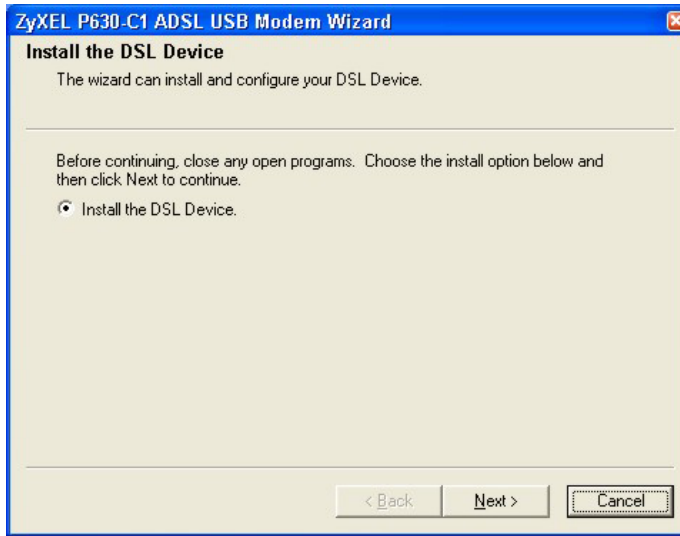 ZyXEL P630-C1 ADSL USB Modem Wizard
Install the DSL Device
The wizard can install and configure your DSL Device.
Before continuing, close any open programs. Choose the install option below and
then click Next to continue.
Install the DSL Device.
< Back
Next >
Cancel